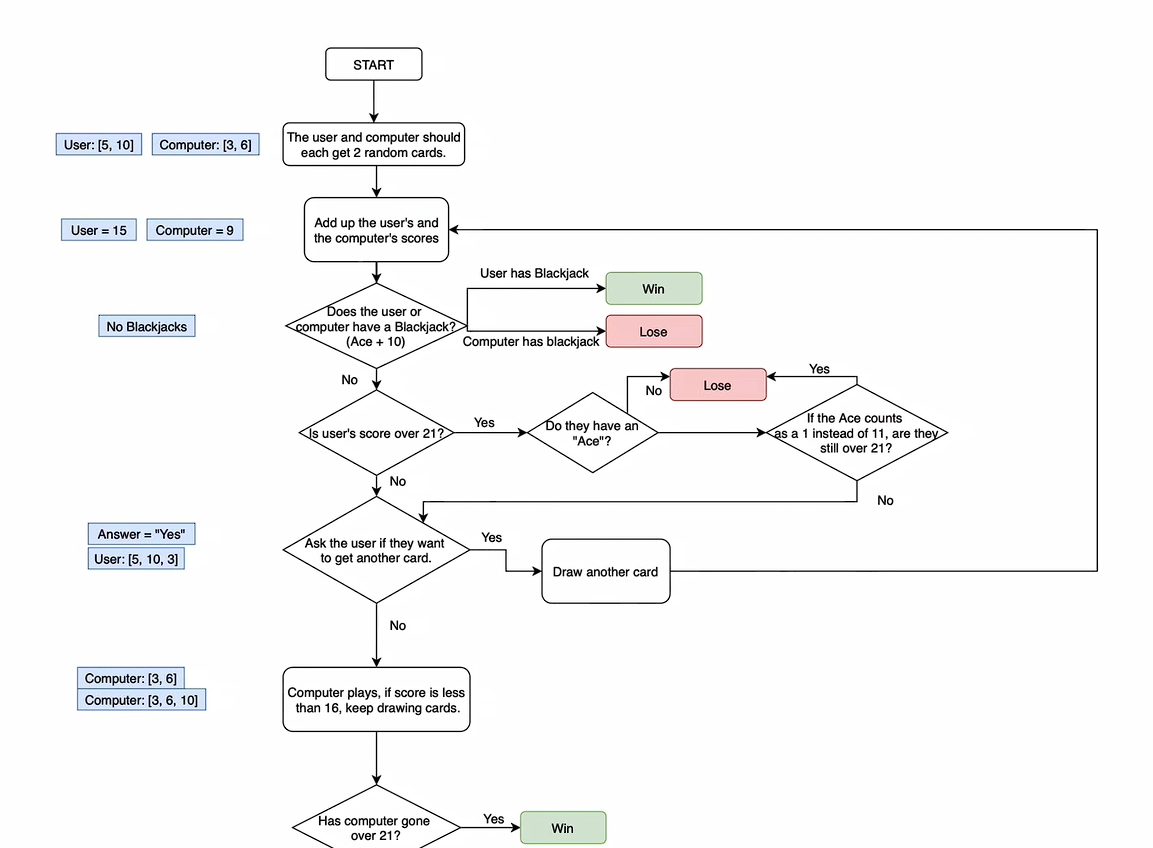 START
User: [5, 10]
Computer: [3, 6]
The user and computer should
each get 2 random cards.
User = 15
Computer = 9
Add up the user's and
the computer's scores
User has Blackjack
Win
No Blackjacks
Does the user or
computer have a Blackjack?
(Ace + 10)
Computer has blackjack
Lose
No
Is user's score over 21?
Yes
Do they have an
"Ace"?
No
Lose
Yes
If the Ace counts
as a 1 instead of 11, are they
still over 21?
No
No
Answer = "Yes"
User: [5, 10, 3]
Ask the user if they want
to get another card.
Yes
Draw another card
No
Computer: [3, 6]
Computer: [3, 6, 10]
Computer plays, if score is less
than 16, keep drawing cards.
Has computer gone
over 21?
Yes
Win